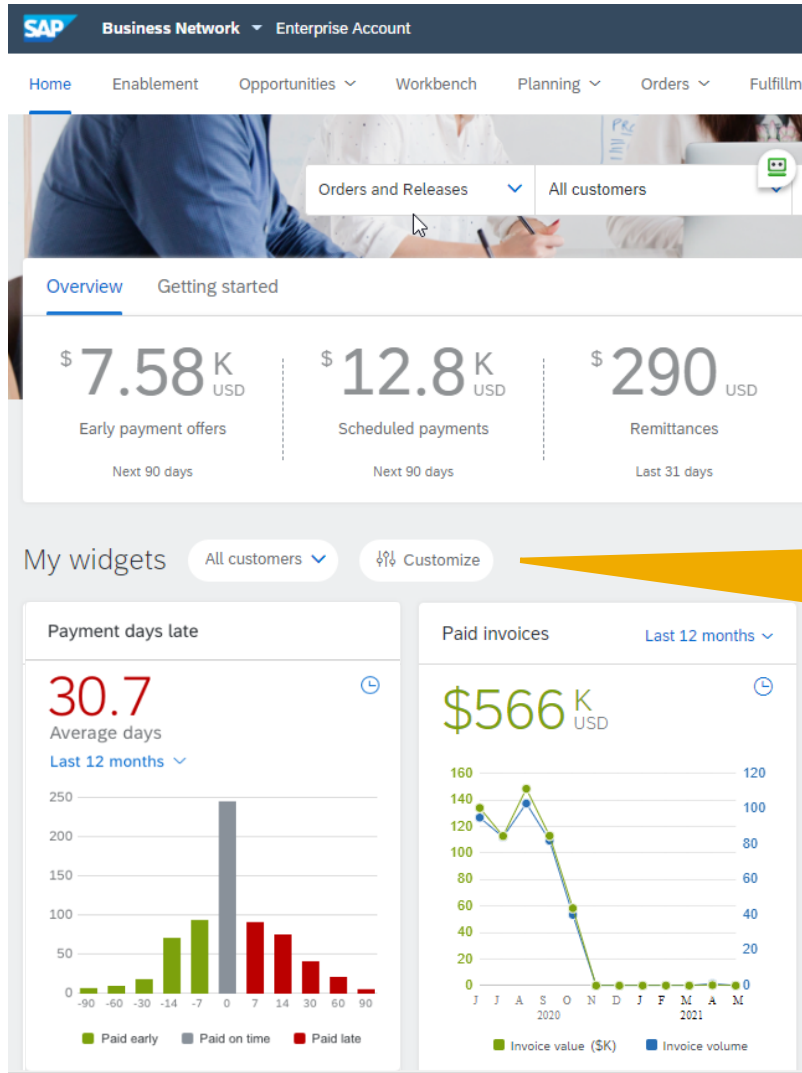 SAP Business Network Enterprise Account
Home Enablement Opportunities Workbench Planning Orders Fulfillm
Orders and Releases All customers
Overview Getting started
$ 7.58 K USD $ 12.8 K USD $ 290 USD
Early payment offers Scheduled payments Remittances
Next 90 days Next 90 days Last 31 days
My widgets All customers Customize
Payment days late
30.7
Average days
Last 12 months
250
200
150
100
50
0
-90 -60 -30 -14 -7 0 7 14 30 60 90
Paid early Paid on time Paid late
Paid invoices Last 12 months
$566 K USD
160 120
140 100
120 80
100
80 60
60 40
40 20
20
0 0
J J A S O N D J F M A M
2020 2021
Invoice value ($K) Invoice volume